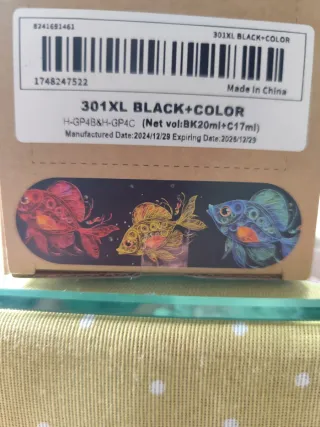 8241681461
301XL BLACK+COLOR
1748247522
Made in China
301XL BLACK+COLOR
H-GP4B&H-GP4C (Net vol:BK20ml+C17ml)
Manufactured Date:2024/12/29 Expiring Date:2026/12/29